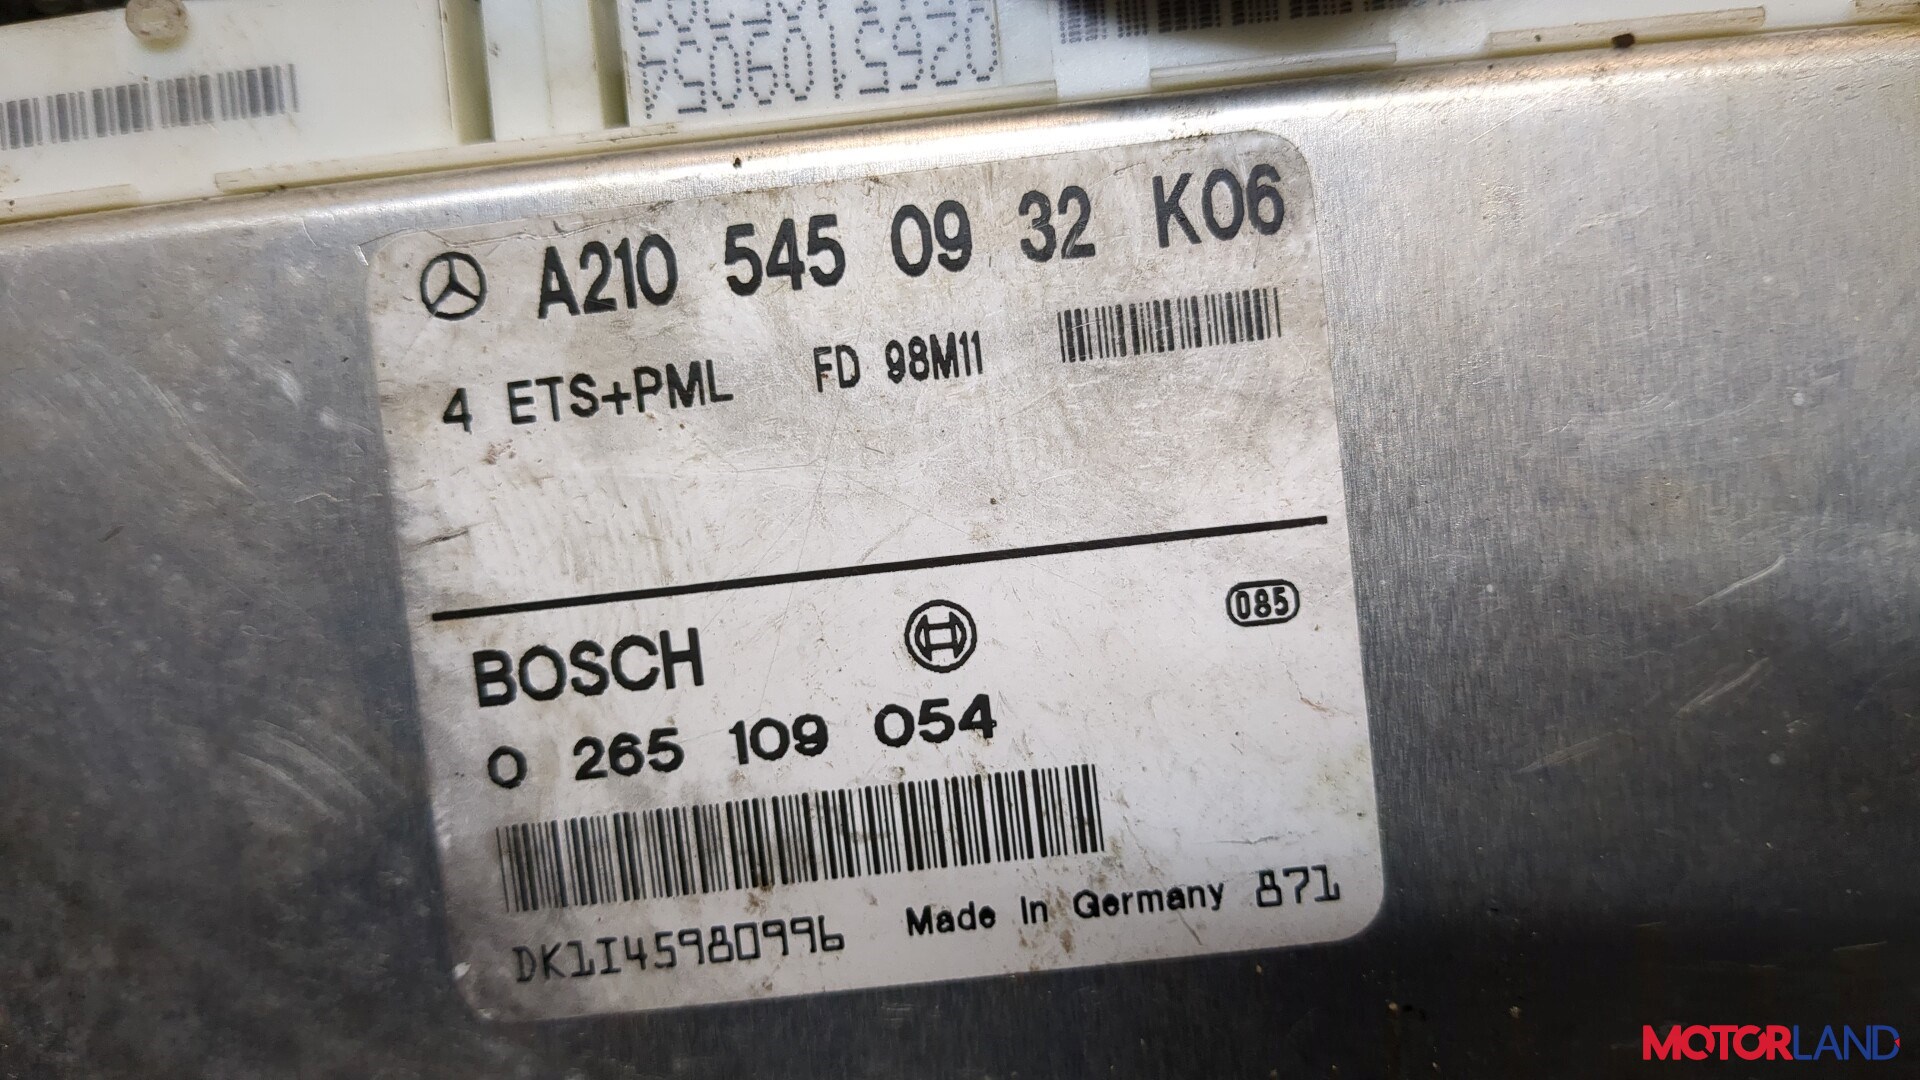 0265109054
A210 545 09 32 K06
4 ETS+PML FD 98M11
085
BOSCH
0 265 109 054
DK1I45980996 Made In Germany 871
MOTORLAND